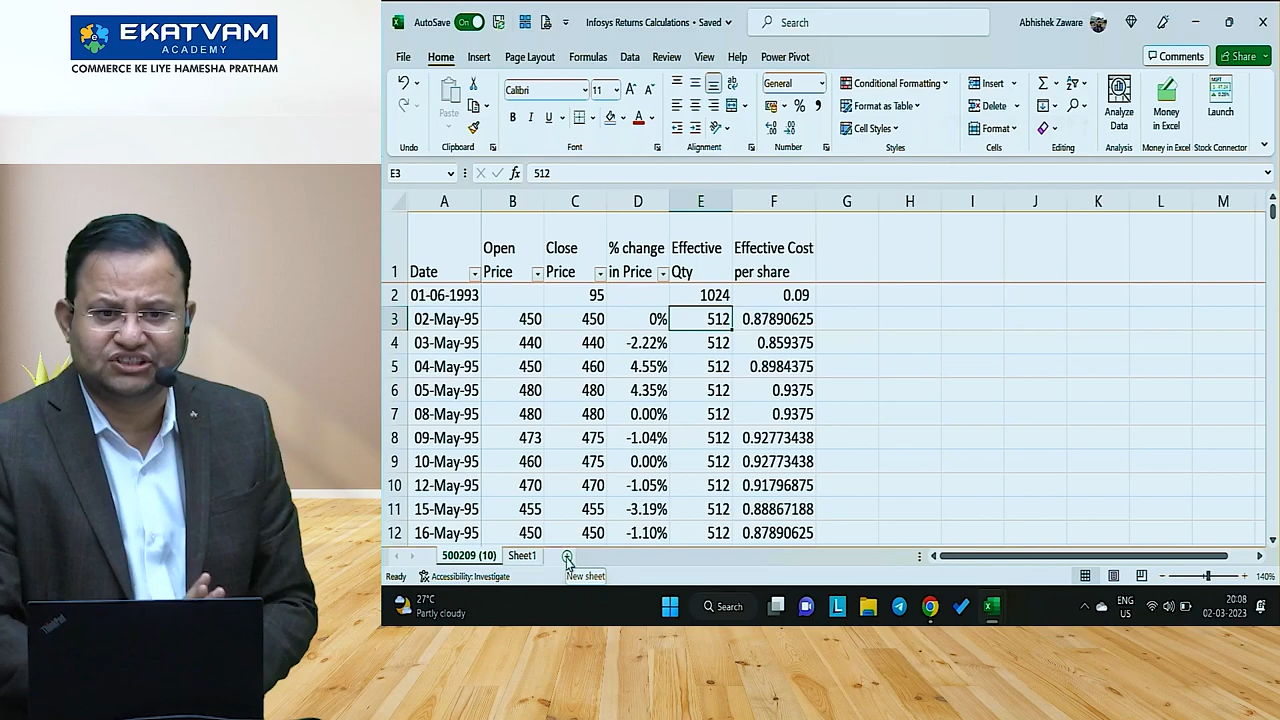 EKATVAM
ACADEMY
COMMERCE KE LIYE HAMESHA PRATHAM
AutoSave On Infosys Returns Calculations • Saved Search Abhishek Zaware
File Home Insert Page Layout Formulas Data Review View Help Power Pivot Comments Share
Calibri 11 General Conditional Formatting Insert
Paste B I U A Format as Table Delete Analyze Data Money in Excel Launch
Cell Styles Format
Undo Clipboard Font Alignment Number Styles Cells Editing Analysis Money in Excel Stock Connector
E3 fx 512
A B C D E F G H I J K L M
Open Close % change Effective Effective Cost
1 Date Price Price in Price Qty per share
2 01-06-1993 95 1024 0.09
3 02-May-95 450 450 0% 512 0.87890625
4 03-May-95 440 440 -2.22% 512 0.859375
5 04-May-95 450 460 4.55% 512 0.8984375
6 05-May-95 480 480 4.35% 512 0.9375
7 08-May-95 480 480 0.00% 512 0.9375
8 09-May-95 473 475 -1.04% 512 0.92773438
9 10-May-95 460 475 0.00% 512 0.92773438
10 12-May-95 470 470 -1.05% 512 0.91796875
11 15-May-95 455 455 -3.19% 512 0.88867188
12 16-May-95 450 450 -1.10% 512 0.87890625
500209 (10) Sheet1
Ready Accessibility: Investigate New sheet 140%
27°C
Partly cloudy
Search
ENG
US
20:08
02-03-2023
ThinkPad